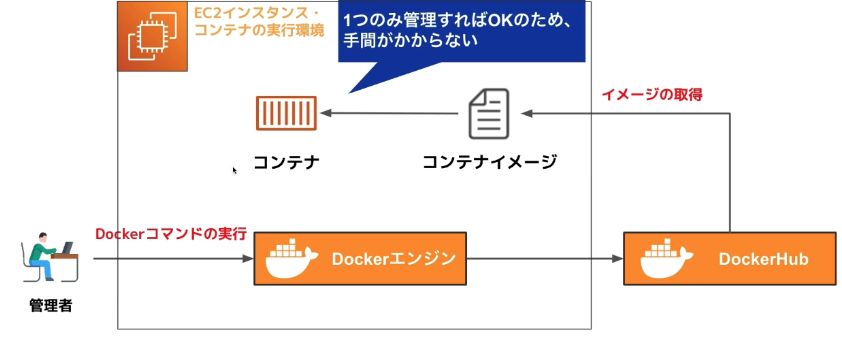 EC2インスタンス・
コンテナの実行環境
1つのみ管理すればOKのため、
手間がかからない
イメージの取得
コンテナ
コンテナイメージ
Dockerコマンドの実行
Dockerエンジン
DockerHub
管理者